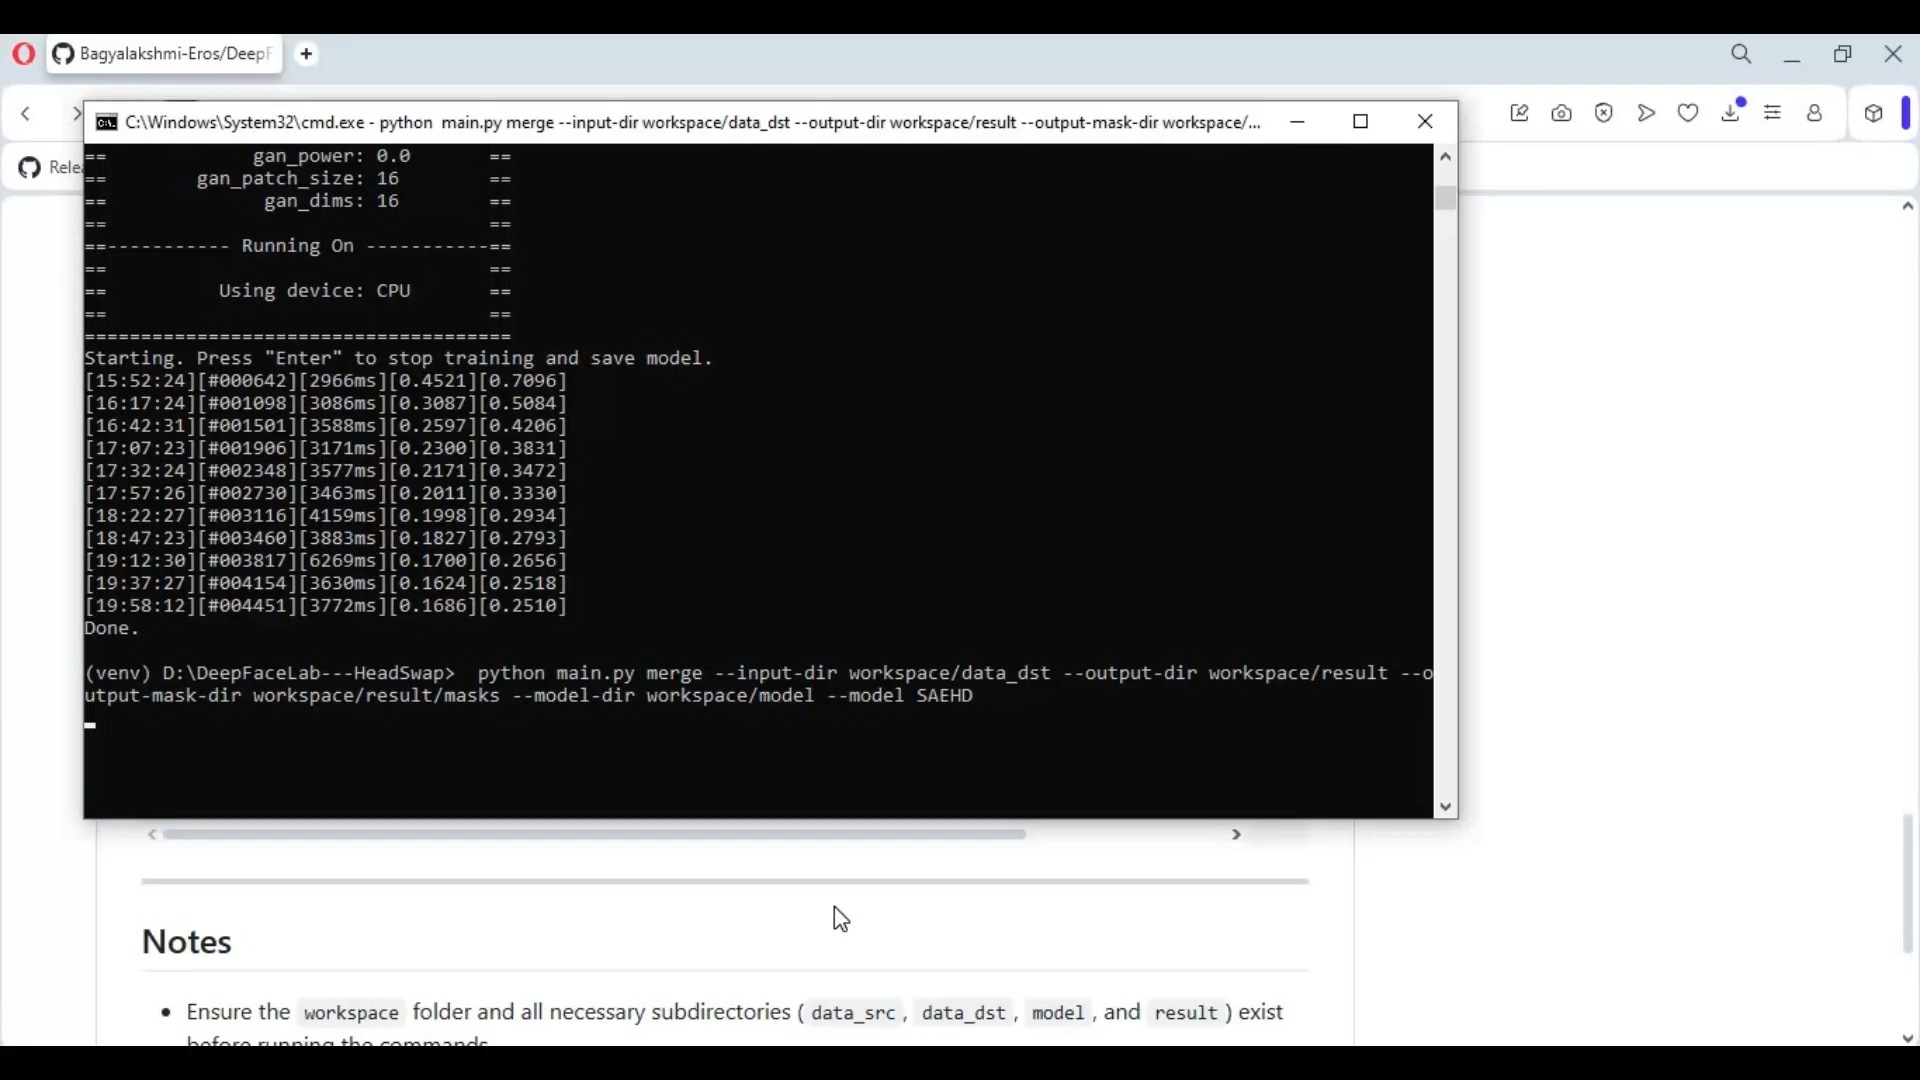 Bagyalakshmi-Eros/DeepF
C:\Windows\System32\cmd.exe - python  main.py merge --input-dir workspace/data_dst --output-dir workspace/result --output-mask-dir workspace/...
Relea
==             gan_power: 0.0       ==
==        gan_patch_size: 16        ==
==              gan_dims: 16        ==
==                                  ==
==----------- Running On -----------==
==                                  ==
==          Using device: CPU       ==
==                                  ==
======================================
Starting. Press "Enter" to stop training and save model.
[15:52:24][#000642][2966ms][0.4521][0.7096]
[16:17:24][#001098][3086ms][0.3087][0.5084]
[16:42:31][#001501][3588ms][0.2597][0.4206]
[17:07:23][#001906][3171ms][0.2300][0.3831]
[17:32:24][#002348][3577ms][0.2171][0.3472]
[17:57:26][#002730][3463ms][0.2011][0.3330]
[18:22:27][#003116][4159ms][0.1998][0.2934]
[18:47:23][#003460][3883ms][0.1827][0.2793]
[19:12:30][#003817][6269ms][0.1700][0.2656]
[19:37:27][#004154][3630ms][0.1624][0.2518]
[19:58:12][#004451][3772ms][0.1686][0.2510]
Done.
(venv) D:\DeepFaceLab---HeadSwap>  python main.py merge --input-dir workspace/data_dst --output-dir workspace/result --o
utput-mask-dir workspace/result/masks --model-dir workspace/model --model SAEHD
Notes
• Ensure the workspace folder and all necessary subdirectories ( data_src , data_dst , model , and result ) exist
before running the commands.